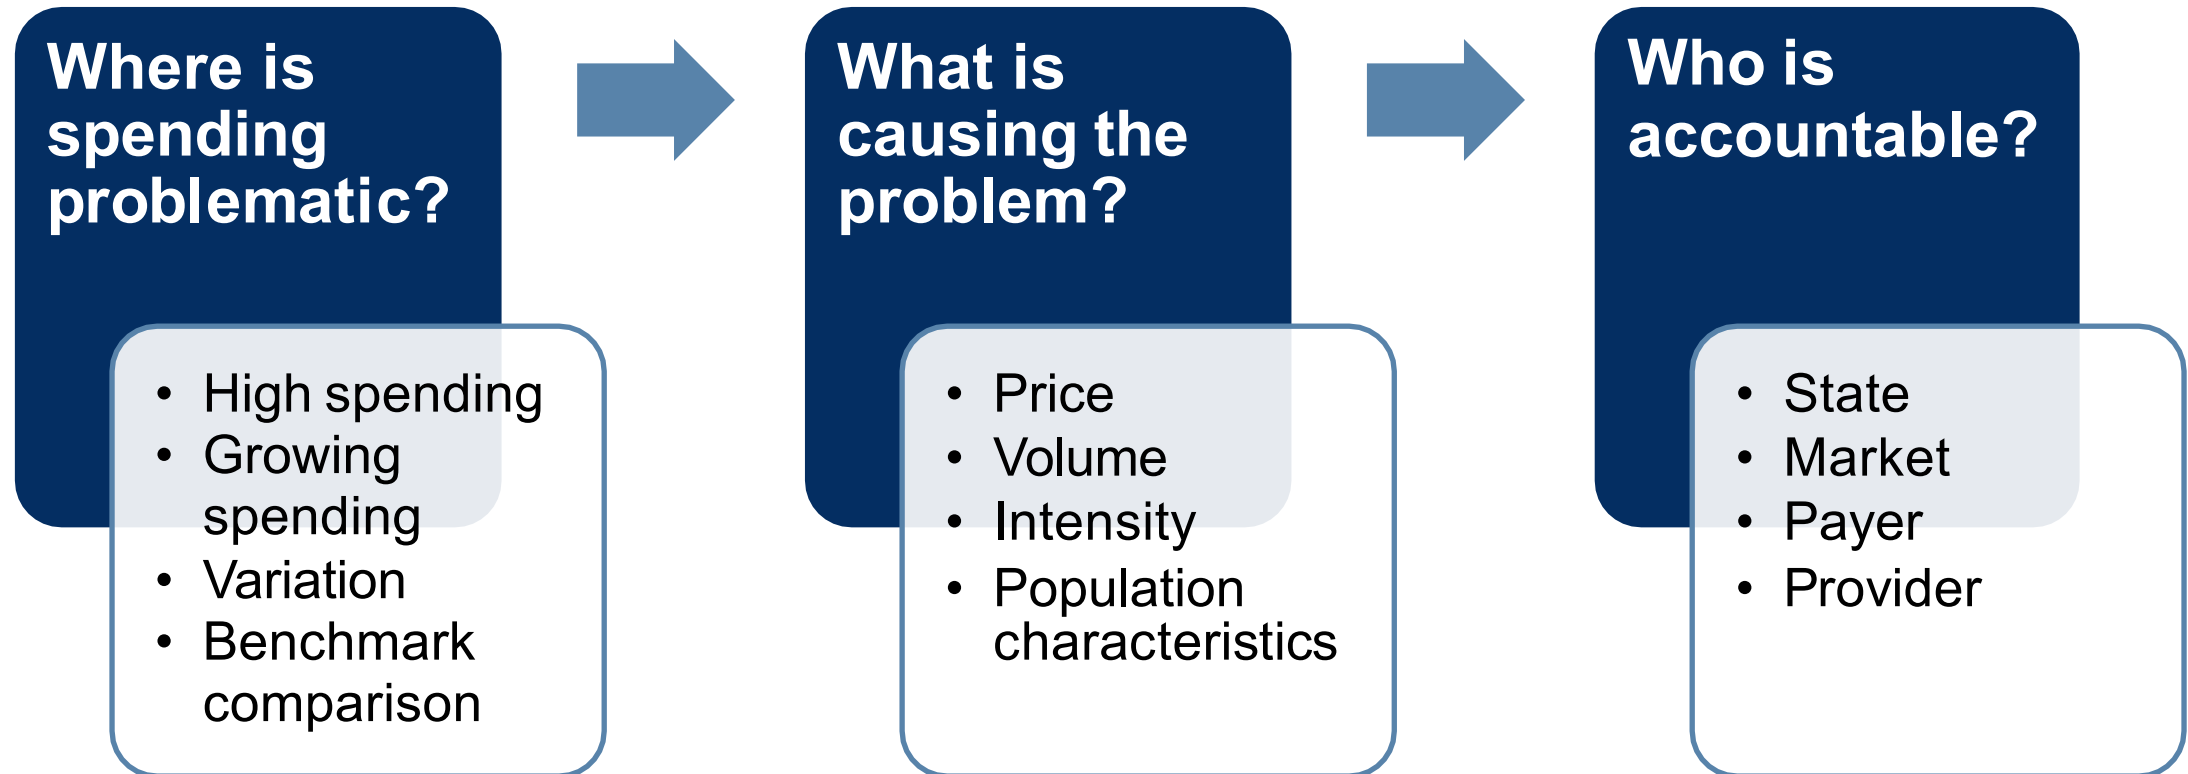 Where is
spending
problematic?
• High spending
• Growing
spending
• Variation
• Benchmark
comparison
What is
causing the
problem?
• Price
• Volume
• Intensity
• Population
characteristics
Who is
accountable?
• State
• Market
• Payer
• Provider